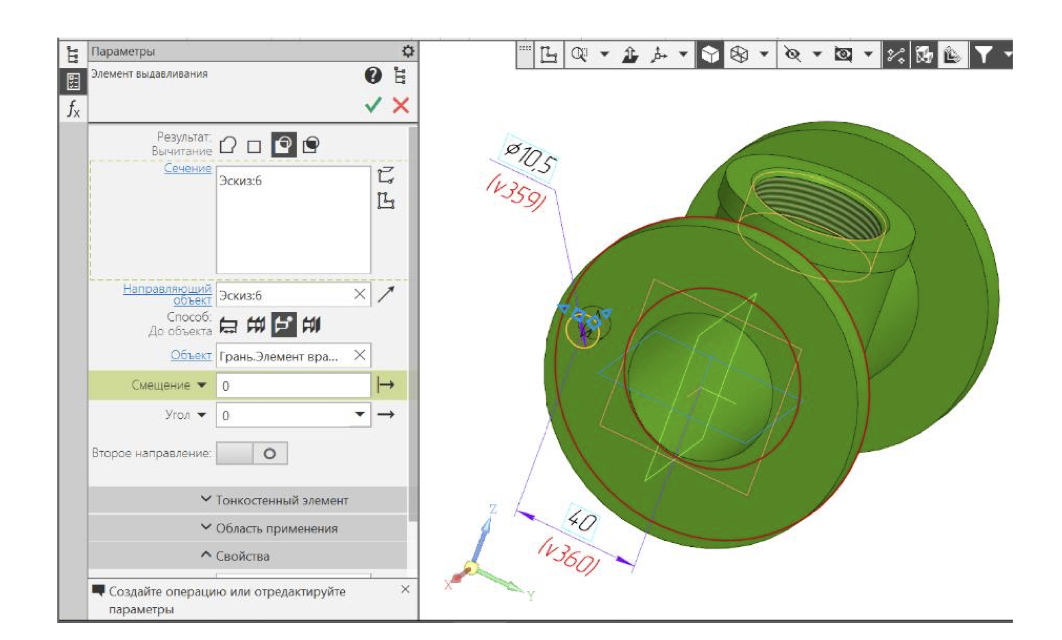 Параметры
Элемент выдавливания
Результат:
Вычитание
Сечение
Эскиз:6
Направляющий
объект
Эскиз:6
Способ:
До объекта
Объект
Грань.Элемент вра...
Смещение
0
Угол
0
Второе направление:
Тонкостенный элемент
Область применения
Свойства
Создайте операцию или отредактируйте
параметры
ϕ10,5
(v359)
40
(v360)
Z
X
Y